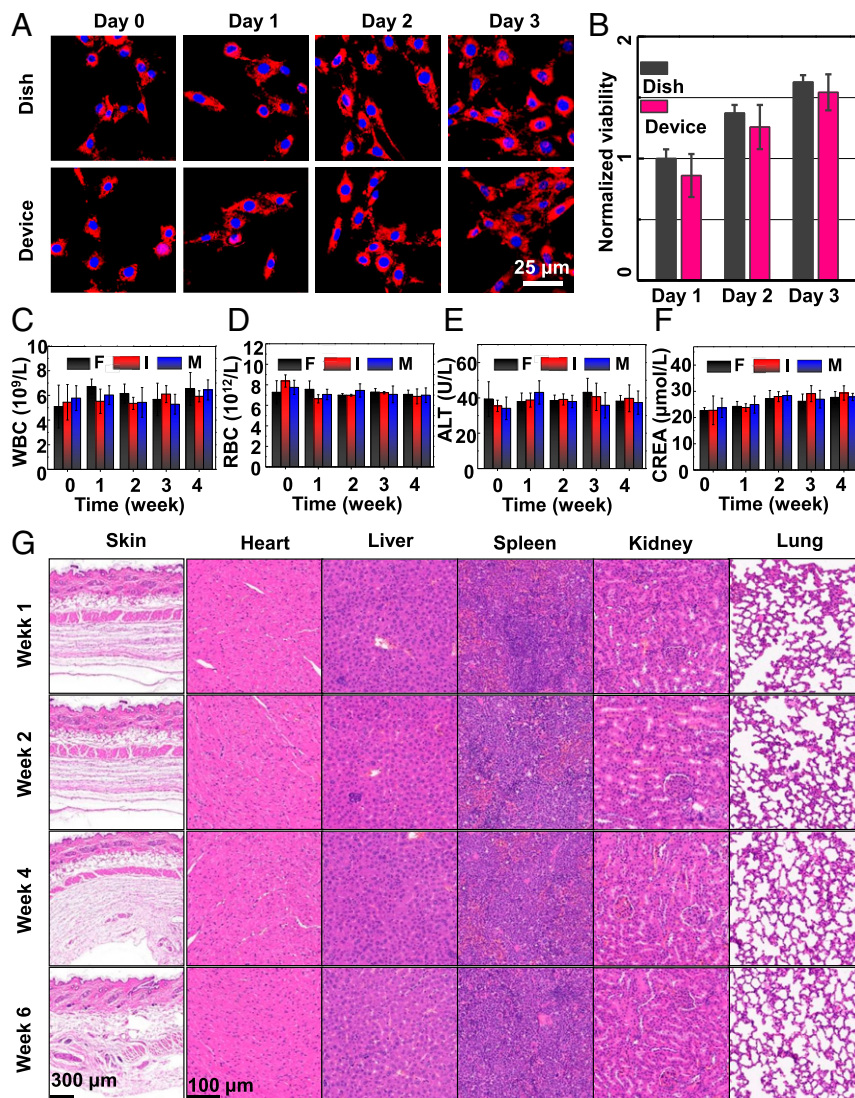 A
Day 0 Day 1 Day 2 Day 3
Dish
Device
25 µm
B
Normalized viability
2
1
0
Dish
Device
Day 1 Day 2 Day 3
C
WBC (10⁹/L)
10
8
6
4
2
0
F I M
0 1 2 3 4
Time (week)
D
RBC (10¹²/L)
12
10
8
6
4
2
0
F I M
0 1 2 3 4
Time (week)
E
ALT (U/L)
60
40
20
0
F I M
0 1 2 3 4
Time (week)
F
CREA (µmol/L)
40
30
20
10
0
F I M
0 1 2 3 4
Time (week)
G
Skin Heart Liver Spleen Kidney Lung
Wekk 1
Week 2
Week 4
Week 6
300 µm 100 µm